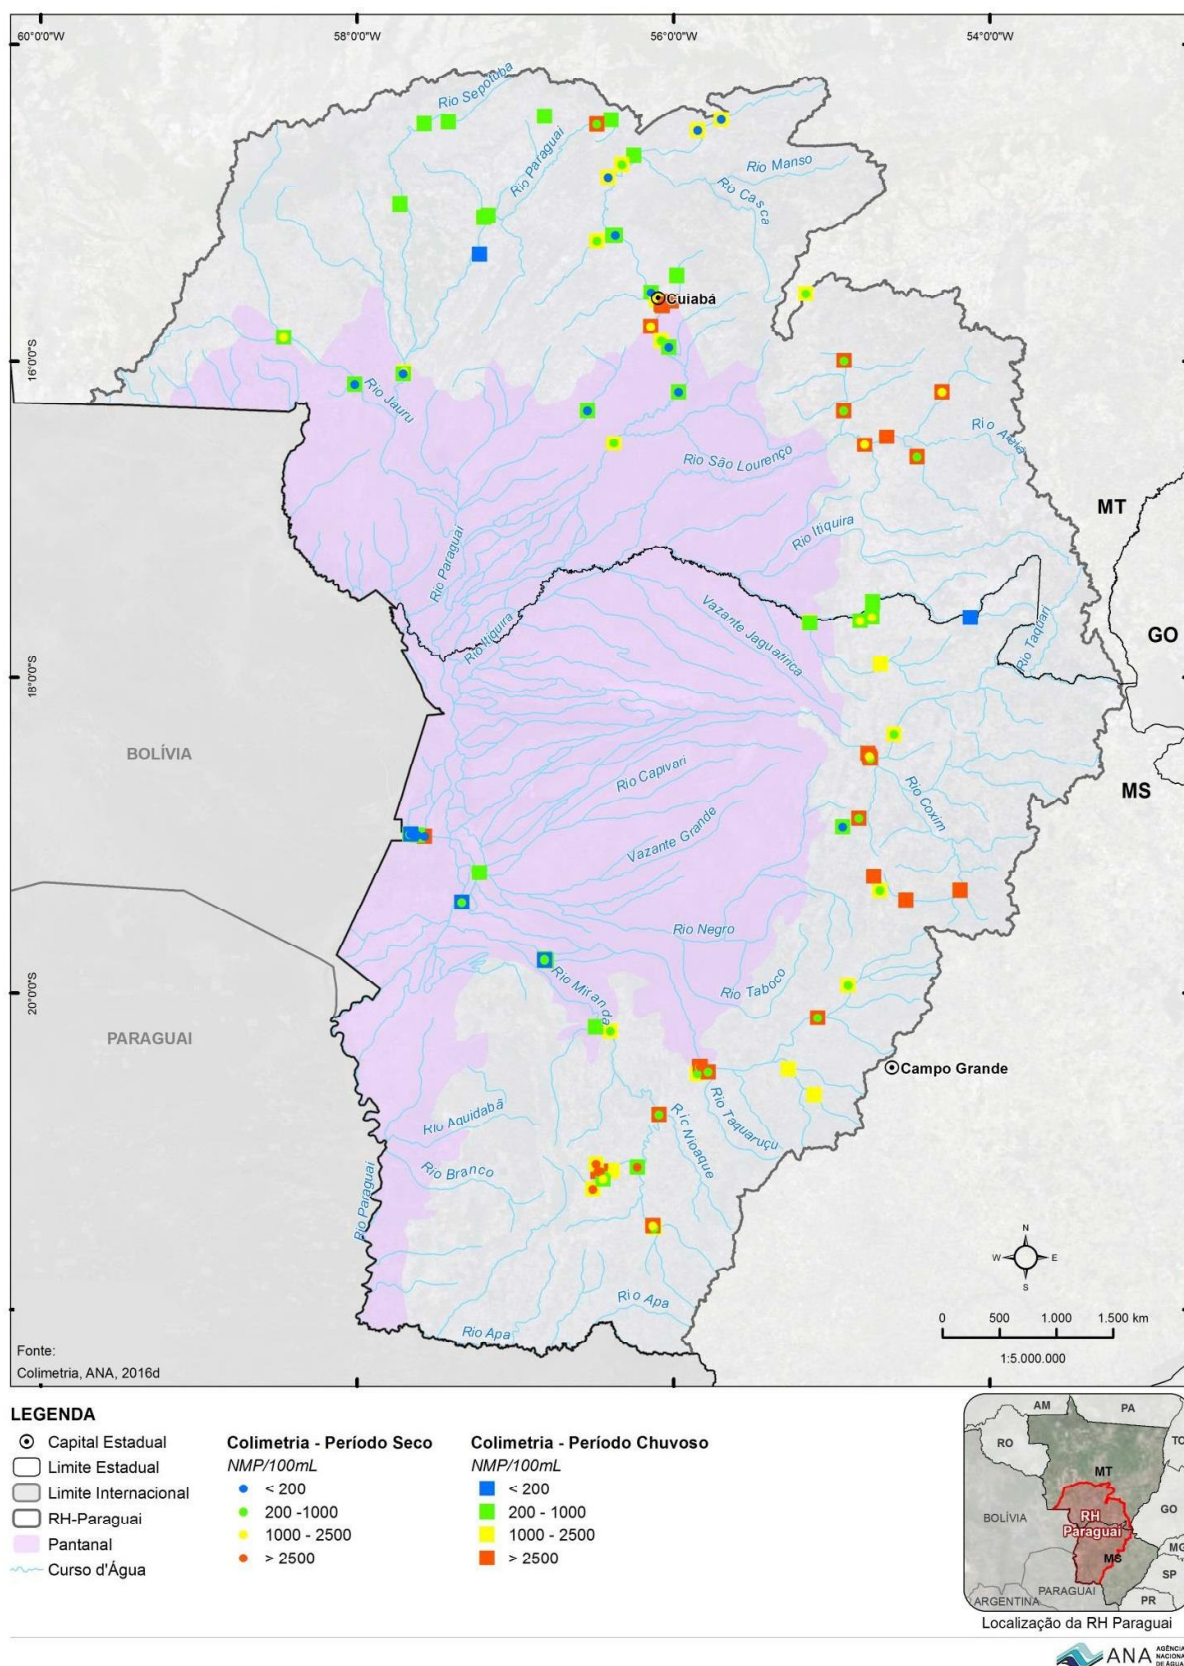 60°0'0"W
58°0'0"W
56°0'0"W
54°0'0"W
Rio Sepotuba
Rio Paraguai
Rio Manso
Rio Casca
Cuiabá
16°0'0"S
Rio Jauru
Rio São Lourenço
MT
Rio Itiquira
Rio Paraguai
Vazante Jaguatirica
Rio Itiquira
Rio Taquari
GO
18°0'0"S
BOLÍVIA
Rio Capivari
Rio Coxim
MS
Vazante Grande
Rio Negro
Rio Miranda
Rio Taboco
20°0'0"S
PARAGUAI
Campo Grande
Rio Aquidabã
Rio Taquaruçu
Nioaque
Rio Branco
Rio Paraguai
N
W E
S
Rio Apa
Rio Apa
0 500 1.000 1.500 km
1:5.000.000
Fonte:
Colimetria, ANA, 2016d
LEGENDA
Capital Estadual
Limite Estadual
Limite Internacional
RH-Paraguai
Pantanal
Curso d'Água
Colimetria - Período Seco
NMP/100mL
< 200
200 -1000
1000 - 2500
> 2500
Colimetria - Período Chuvoso
NMP/100mL
< 200
200 - 1000
1000 - 2500
> 2500
AM
PA
RO
TO
MT
GO
BOLÍVIA
RH
Paraguai
MG
MS
SP
PARAGUAI
ARGENTINA
PR
Localização da RH Paraguai
ANA
AGÊNCIA
NACIONAL
DE ÁGUAS